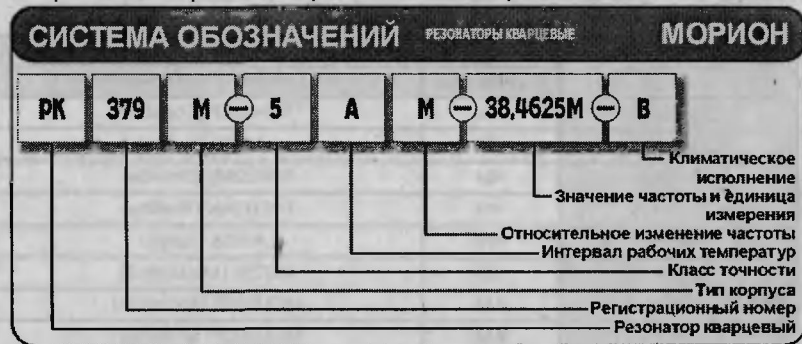 СИСТЕМА ОБОЗНАЧЕНИЙ РЕЗОНАТОРЫ КВАРЦЕВЫЕ МОРИОН
РК 379 М – 5 А М – 38,4625М – В
Климатическое
исполнение
Значение частоты и единица
измерения
Относительное изменение частоты
Интервал рабочих температур
Класс точности
Тип корпуса
Регистрационный номер
Резонатор кварцевый